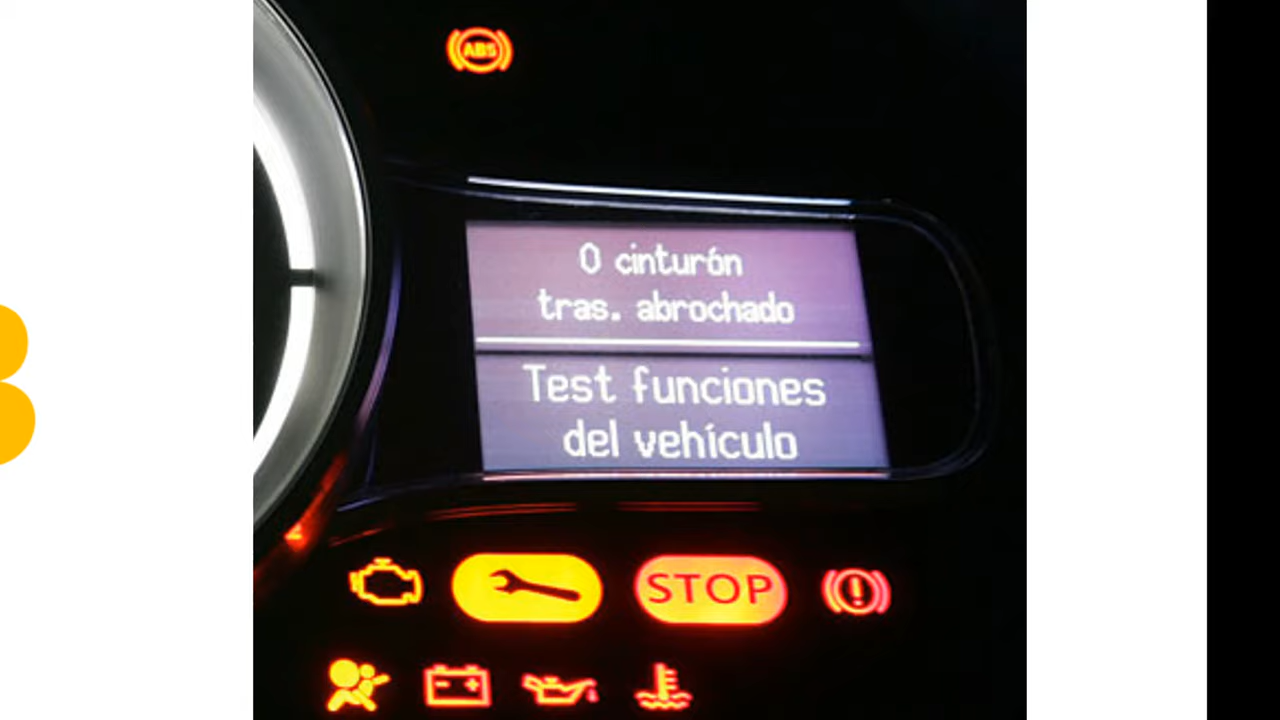 ABS
0 cinturón
tras. abrochado
Test funciones
del vehículo
STOP